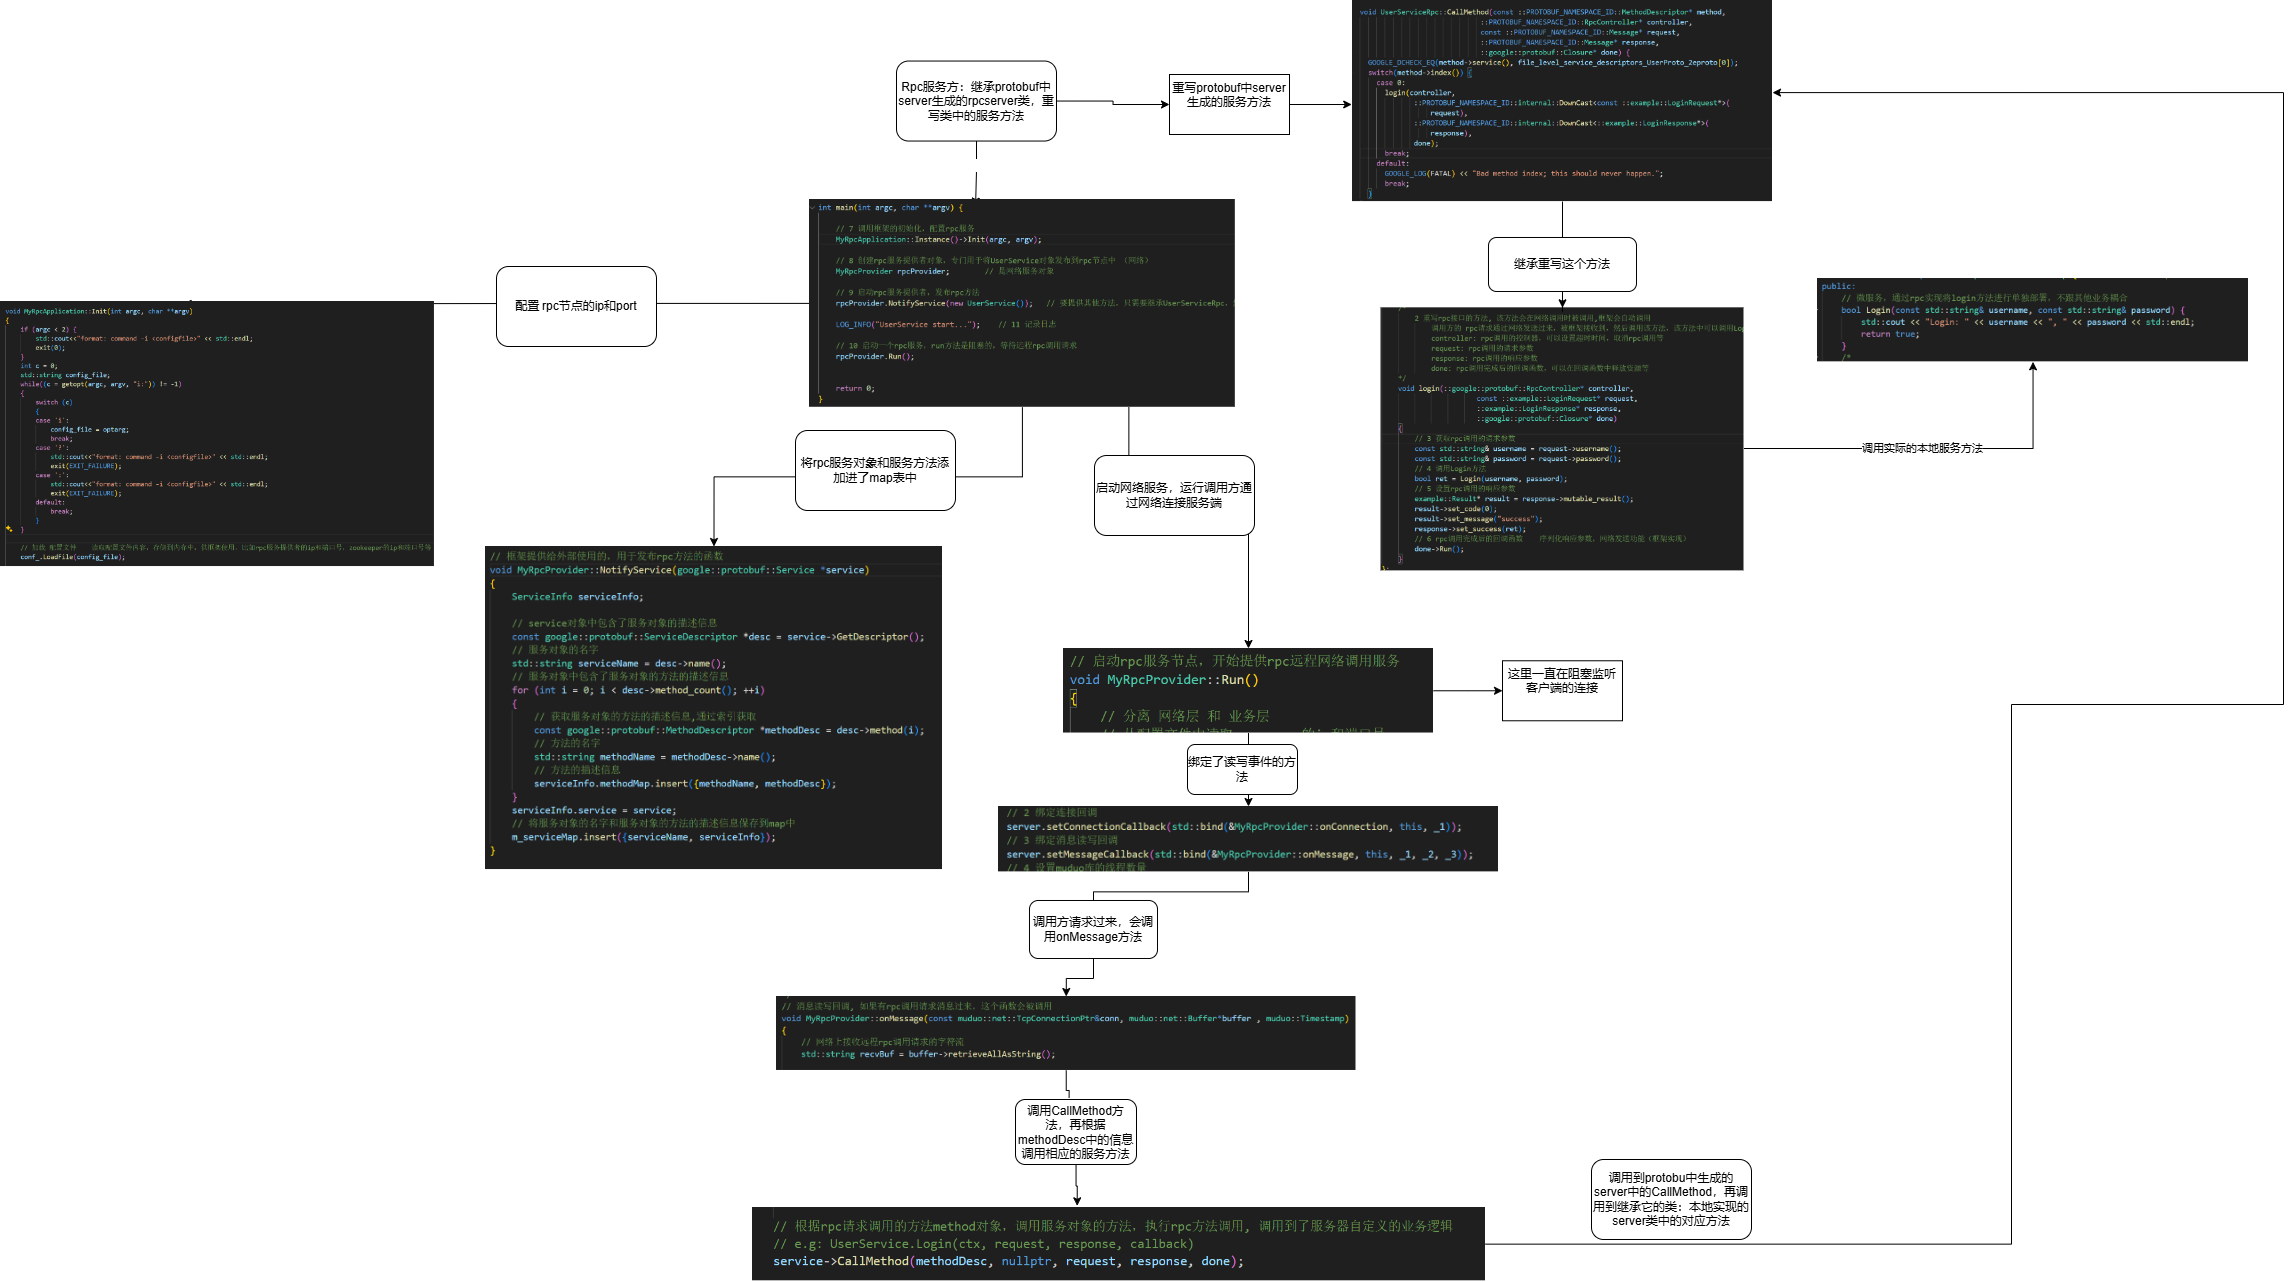 Rpc服务方：继承protobuf中
server生成的rpcserver类，重
写类中的服务方法
重写protobuf中server
生成的服务方法
void UserServiceRpc::CallMethod(const ::PROTOBUF_NAMESPACE_ID::MethodDescriptor* method,
::PROTOBUF_NAMESPACE_ID::RpcController* controller,
const ::PROTOBUF_NAMESPACE_ID::Message* request,
::PROTOBUF_NAMESPACE_ID::Message* response,
::google::protobuf::Closure* done) {
GOOGLE_DCHECK_EQ(method->service(), file_level_service_descriptors_UserProto_2eproto[0]);
switch(method->index()) {
case 0:
login(controller,
::PROTOBUF_NAMESPACE_ID::internal::DownCast<const ::example::LoginRequest*>(
request),
::PROTOBUF_NAMESPACE_ID::internal::DownCast<::example::LoginResponse*>(
response),
done);
break;
default:
GOOGLE_LOG(FATAL) << "Bad method index; this should never happen.";
break;
}
继承重写这个方法
2 重写rpc接口的方法, 该方法会在网络调用时被调用,框架会自动调用
调用方的 rpc请求通过网络发送过来, 被框架接收到, 然后调用该方法, 该方法中可以调用Lo
controller: rpc调用的控制器, 可以设置超时时间, 取消rpc调用等
request: rpc调用的请求参数
response: rpc调用的响应参数
done: rpc调用完成后的回调函数, 可以在回调函数中释放资源等
*/
void login(::google::protobuf::RpcController* controller,
const ::example::LoginRequest* request,
::example::LoginResponse* response,
::google::protobuf::Closure* done)
{
// 3 获取rpc调用的请求参数
const std::string& username = request->username();
const std::string& password = request->password();
// 4 调用Login方法
bool ret = Login(username, password);
// 5 设置rpc调用的响应参数
example::Result* result = response->mutable_result();
result->set_code(0);
result->set_message("success");
response->set_success(ret);
// 6 rpc调用完成后的回调函数 序列化响应参数, 网络发送功能（框架实现）
done->Run();
}
调用实际的本地服务方法
public:
// 微服务, 通过rpc实现将login方法进行单独部署, 不跟其他业务耦合
bool Login(const std::string& username, const std::string& password) {
std::cout << "Login: " << username << ", " << password << std::endl;
return true;
}
/*
int main(int argc, char **argv) {
// 7 调用框架的初始化, 配置rpc服务
MyRpcApplication::Instance()->Init(argc, argv);
// 8 创建rpc服务提供者对象, 专门用于将UserService对象发布到rpc节点中 （网络）
MyRpcProvider rpcProvider; // 是网络服务对象
// 9 启动rpc服务提供者, 发布rpc方法
rpcProvider.NotifyService(new UserService()); // 要提供其他方法, 只需要继承UserServiceRpc,
LOG_INFO("UserService start..."); // 11 记录日志
// 10 启动一个rpc服务, run方法是阻塞的, 等待远程rpc调用请求
rpcProvider.Run();
return 0;
}
配置 rpc节点的ip和port
void MyRpcApplication::Init(int argc, char **argv)
{
if (argc < 2) {
std::cout<<"format: command -i <configfile>" << std::endl;
exit(0);
}
int c = 0;
std::string config_file;
while((c = getopt(argc, argv, "i:")) != -1)
{
switch (c)
{
case 'i':
config_file = optarg;
break;
case '?':
std::cout<<"format: command -i <configfile>" << std::endl;
exit(EXIT_FAILURE);
case ':':
std::cout<<"format: command -i <configfile>" << std::endl;
exit(EXIT_FAILURE);
default:
break;
}
}
// 加载 配置文件 读取配置文件内容, 存储到内存中, 供框架使用, 比如rpc服务提供者的ip和端口号, zookeeper的ip和端口号等
conf_.LoadFile(config_file);
将rpc服务对象和服务方法添
加进了map表中
// 框架提供给外部使用的, 用于发布rpc方法的函数
void MyRpcProvider::NotifyService(google::protobuf::Service *service)
{
ServiceInfo serviceInfo;
// service对象中包含了服务对象的描述信息
const google::protobuf::ServiceDescriptor *desc = service->GetDescriptor();
// 服务对象的名字
std::string serviceName = desc->name();
// 服务对象中包含了服务对象的方法的描述信息
for (int i = 0; i < desc->method_count(); ++i)
{
// 获取服务对象的方法的描述信息,通过索引获取
const google::protobuf::MethodDescriptor *methodDesc = desc->method(i);
// 方法的名字
std::string methodName = methodDesc->name();
// 方法的描述信息
serviceInfo.methodMap.insert({methodName, methodDesc});
}
serviceInfo.service = service;
// 将服务对象的名字和服务对象的方法的描述信息保存到map中
m_serviceMap.insert({serviceName, serviceInfo});
}
启动网络服务，运行调用方通
过网络连接服务端
// 启动rpc服务节点, 开始提供rpc远程网络调用服务
void MyRpcProvider::Run()
{
// 分离 网络层 和 业务层
这里一直在阻塞监听
客户端的连接
绑定了读写事件的方
法
// 2 绑定连接回调
server.setConnectionCallback(std::bind(&MyRpcProvider::onConnection, this, _1));
// 3 绑定消息读写回调
server.setMessageCallback(std::bind(&MyRpcProvider::onMessage, this, _1, _2, _3));
// 4 设置muduo库的线程数量
调用方请求过来，会调
用onMessage方法
// 消息读写回调, 如果有rpc调用请求消息过来, 这个函数会被调用
void MyRpcProvider::onMessage(const muduo::net::TcpConnectionPtr&conn, muduo::net::Buffer*buffer , muduo::Timestamp)
{
// 网络上接收远程rpc调用请求的字符流
std::string recvBuf = buffer->retrieveAllAsString();
调用CallMethod方
法，再根据
methodDesc中的信息
调用相应的服务方法
// 根据rpc请求调用的方法method对象, 调用服务对象的方法, 执行rpc方法调用, 调用到了服务器自定义的业务逻辑
// e.g: UserService.Login(ctx, request, response, callback)
service->CallMethod(methodDesc, nullptr, request, response, done);
调用到protobu中生成的
server中的CallMethod，再调
用到继承它的类：本地实现的
server类中的对应方法